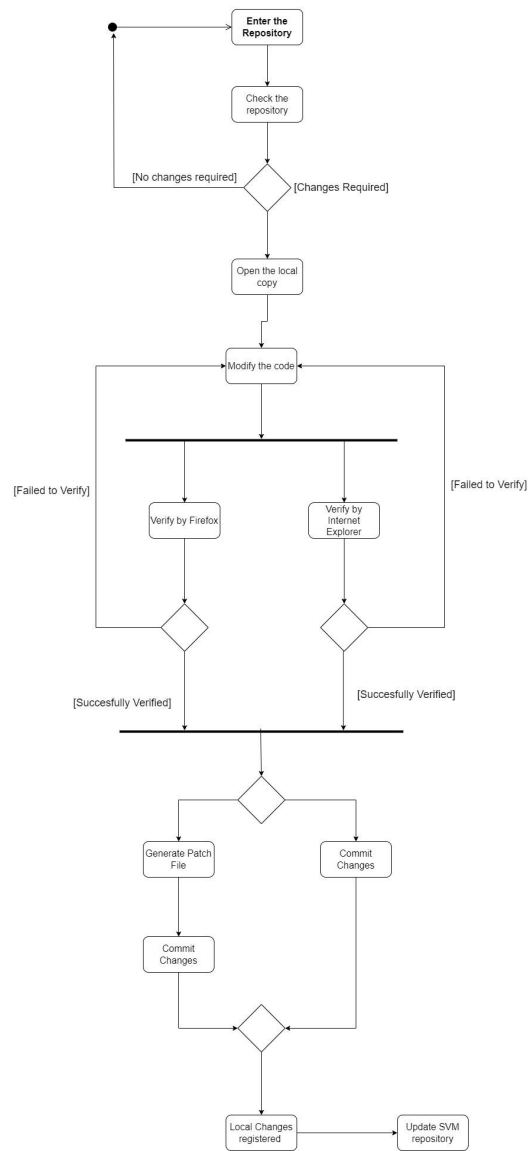 Enter the
Repository
Check the
repository
[No changes required]
[Changes Required]
Open the local
copy
Modify the code
[Failed to Verify]
[Failed to Verify]
Verify by Firefox
Verify by
Internet
Explorer
[Succesfully Verified]
[Succesfully Verified]
Generate Patch
File
Commit
Changes
Commit
Changes
Local Changes
registered
Update SVM
repository